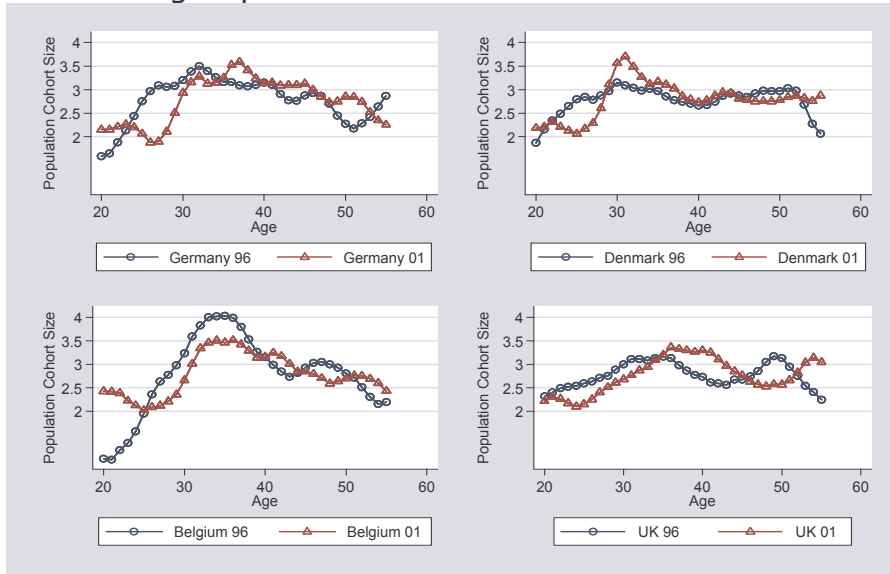 Population Cohort Size
4
3.5
3
2.5
2
20 30 40 50 60
Age
Germany 96 Germany 01
Population Cohort Size
4
3.5
3
2.5
2
20 30 40 50 60
Age
Denmark 96 Denmark 01
Population Cohort Size
4
3.5
3
2.5
2
20 30 40 50 60
Age
Belgium 96 Belgium 01
Population Cohort Size
4
3.5
3
2.5
2
20 30 40 50 60
Age
UK 96 UK 01